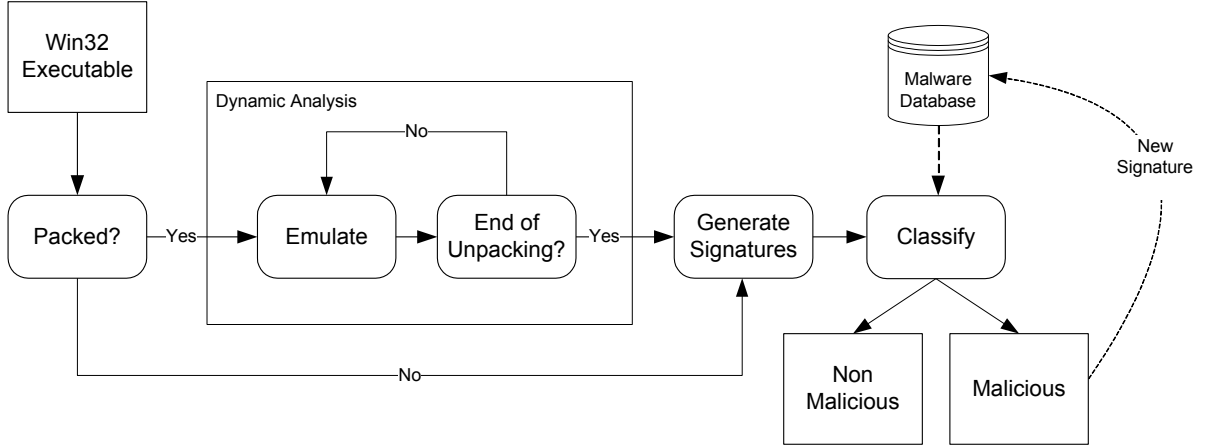 Win32
Executable
Packed?
Yes
Dynamic Analysis
No
Emulate
End of
Unpacking?
Yes
No
Generate
Signatures
Malware
Database
New
Signature
Classify
Non
Malicious
Malicious